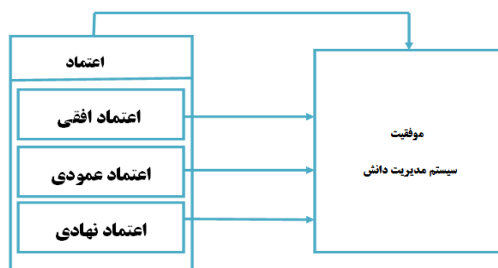 اعتماد
اعتماد افقی
اعتماد عمودی
اعتماد نهادی
موفقیت
سیستم مدیریت دانش